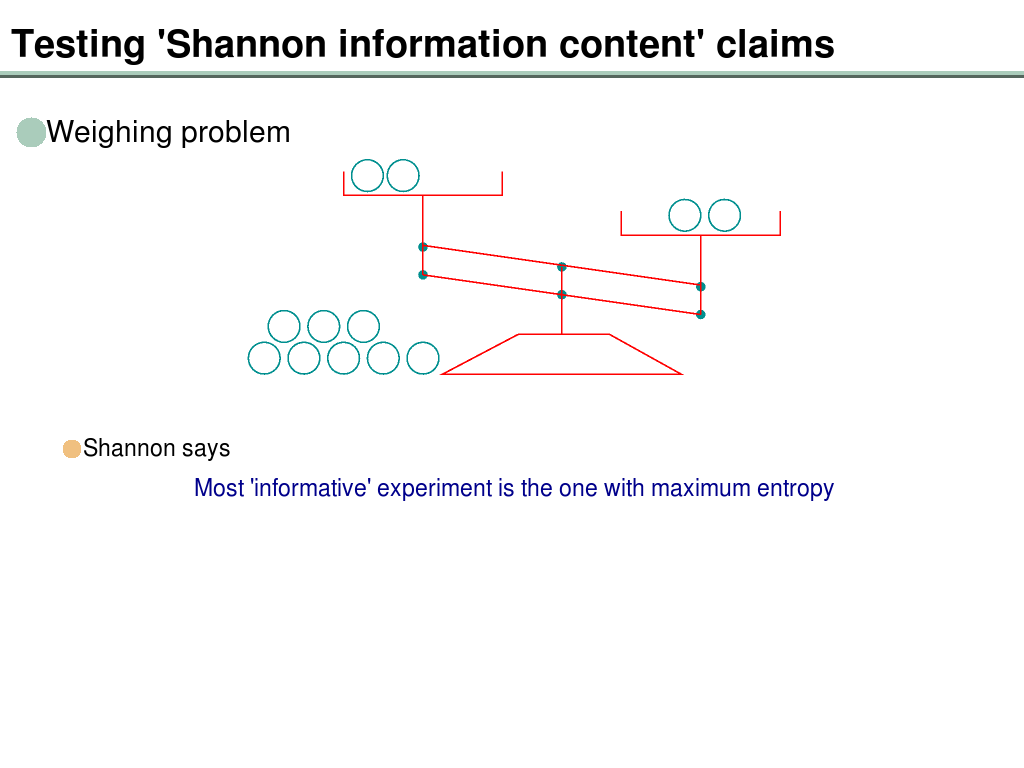 Testing 'Shannon information content' claims
Weighing problem
Shannon says
Most 'informative' experiment is the one with maximum entropy